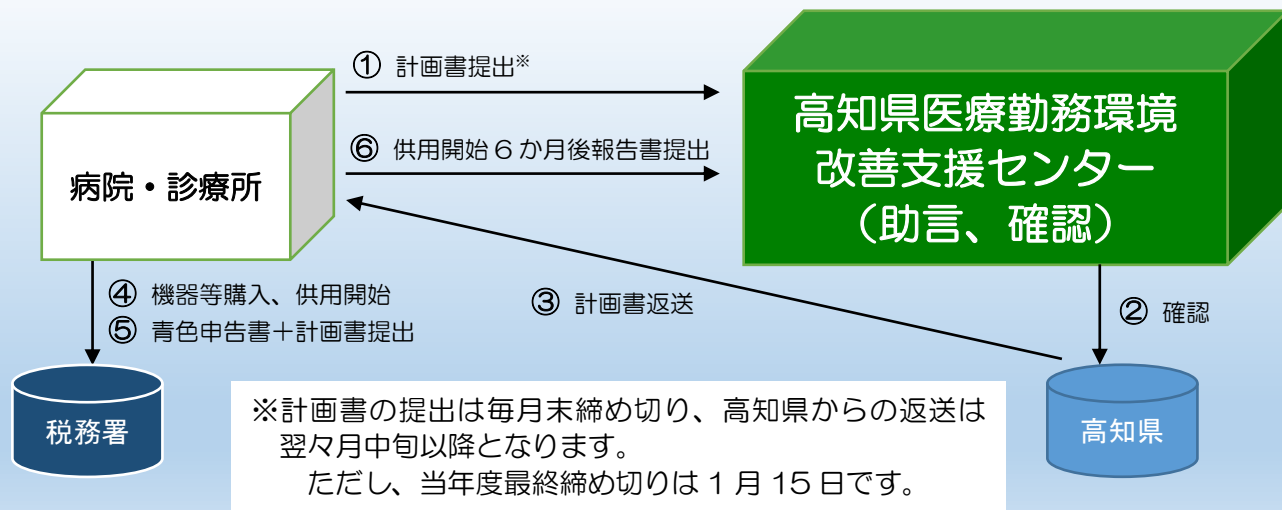 ① 計画書提出※
高知県医療勤務環境
改善支援センター
（助言、確認）
⑥ 供用開始6か月後報告書提出
病院・診療所
④ 機器等購入、供用開始
⑤ 青色申告書＋計画書提出
③ 計画書返送
② 確認
税務署
高知県
※計画書の提出は毎月末締め切り、高知県からの返送は
翌々月中旬以降となります。
ただし、当年度最終締め切りは1月15日です。